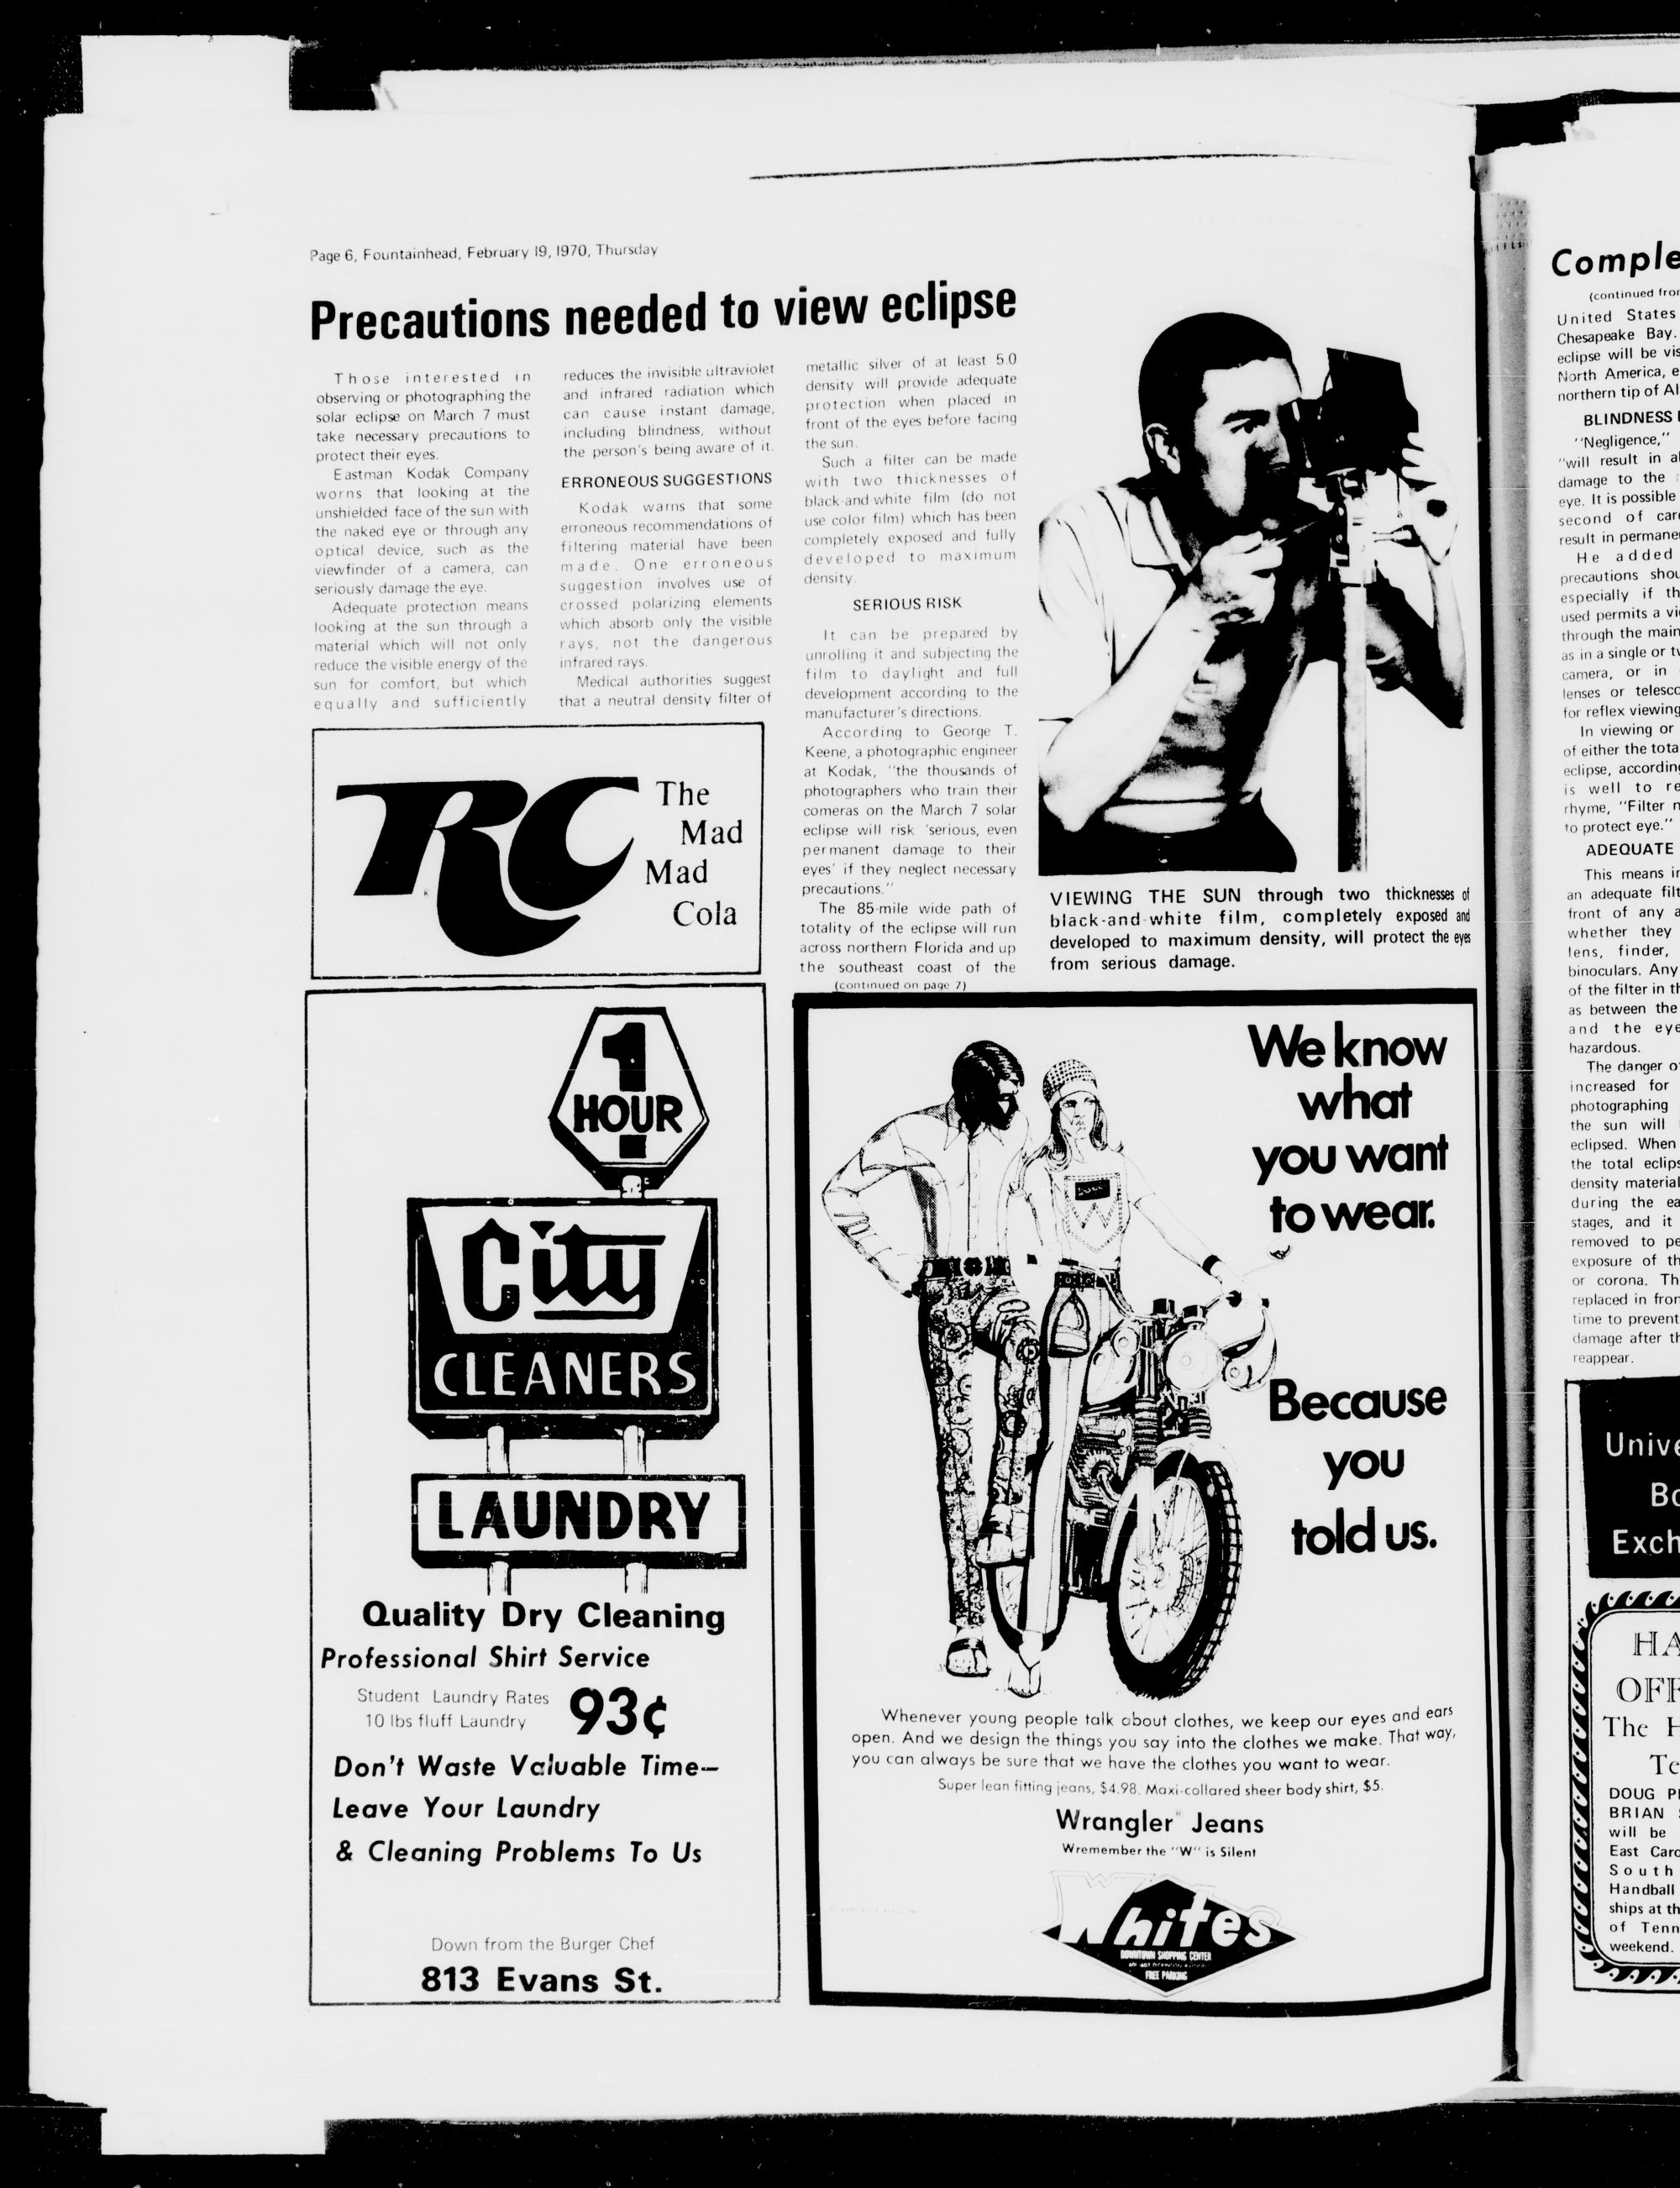 Page 6, Fountainhead, February 19, 1970, Thursday
Precautions needed to view eclipse
Those interested in
observing or photographing the
solar eclipse on March 7 must
take necessary precautions to
protect their eyes.
Eastman Kodak Company
worns that looking at the
unshielded face of the sun with
the naked eye or through any
optical device, such as the
viewfinder of a camera, can
seriously damage the eye.
Adequate protection means
looking at the sun through a
material which will not only
reduce the visible energy of the
sun for comfort, but which
equally and sufficiently
reduces the invisible ultraviolet
and infrared radiation which
can cause instant damage,
including blindness, without
the person's being aware of it.
ERRONEOUS SUGGESTIONS
Kodak warns that some
erroneous recommendations of
filtering material have been
made. One erroneous
suggestion involves use of
crossed polarizing elements
which absorb only the visible
rays, not the dangerous
infrared rays.
Medical authorities suggest
that a neutral density filter of
metallic silver of at least 5.0
density will provide adequate
protection when placed in
front of the eyes before facing
the sun.
Such a filter can be made
with two thicknesses of
black-and-white film (do not
use color film) which has been
completely exposed and fully
developed to maximum
density.
SERIOUS RISK
It can be prepared by
unrolling it and subjecting the
film to daylight and full
development according to the
manufacturer's directions.
According to George T.
Keene, a photographic engineer
at Kodak, "the thousands of
photographers who train their
comeras on the March 7 solar
eclipse will risk 'serious, even
permanent damage to their
eyes' if they neglect necessary
precautions."
The 85-mile wide path of
totality of the eclipse will run
across northern Florida and up
the southeast coast of the
(continued on page 7)
VIEWING THE SUN through two thicknesses of
black-and-white film, completely exposed and
developed to maximum density, will protect the eyes
from serious damage.
RC
The
Mad
Mad
Cola
1
HOUR
City
CLEANERS
LAUNDRY
Quality Dry Cleaning
Professional Shirt Service
Student Laundry Rates
10 lbs fluff Laundry
93¢
Don't Waste Valuable Time—
Leave Your Laundry
& Cleaning Problems To Us
Down from the Burger Chef
813 Evans St.
We know
what
you want
to wear.
Because
you
told us.
Whenever young people talk about clothes, we keep our eyes and ears
open. And we design the things you say into the clothes we make. That way,
you can always be sure that we have the clothes you want to wear.
Super lean fitting jeans, $4.98. Maxi-collared sheer body shirt, $5.
Wrangler Jeans
Wremember the "W" is Silent
Whites
DOWNTOWN SHOPPING CENTER
FREE PARKING
Comple
(continued fro
United States
Chesapeake Bay.
eclipse will be vis
North America, e
northern tip of Al
BLINDNESS
"Negligence,"
"will result in al
damage to the
eye. It is possible
second of car
result in permane
He added
precautions shou
especially if th
used permits a vi
through the main
as in a single or tw
camera, or in
lenses or telesco
for reflex viewing
In viewing or
of either the tota
eclipse, according
is well to re
rhyme, "Filter n
to protect eye."
ADEQUATE
This means in
an adequate filt
front of any a
whether they
lens, finder,
binoculars. Any
of the filter in th
as between the
and the eye
hazardous.
The danger o
increased for
photographing
the sun will
eclipsed. When
the total eclips
density material
during the ea
stages, and it
removed to pe
exposure of th
or corona. Th
replaced in fron
time to prevent
damage after th
reappear.
Unive
Bo
Exch
HA
OFF
The H
Te
DOUG P
BRIAN
will be
East Caro
South
Handball
ships at th
of Tenn
weekend.